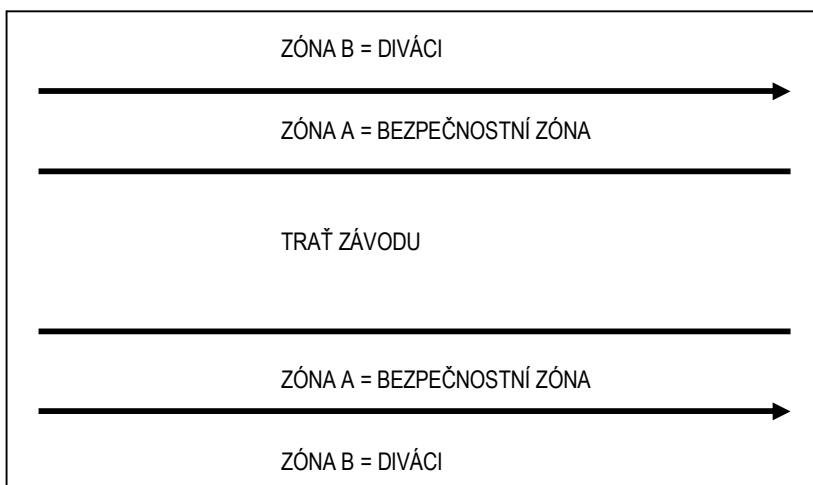 ZÓNA B = DIVÁCI
ZÓNA A = BEZPEČNOSTNÍ ZÓNA
TRAŤ ZÁVODU
ZÓNA A = BEZPEČNOSTNÍ ZÓNA
ZÓNA B = DIVÁCI